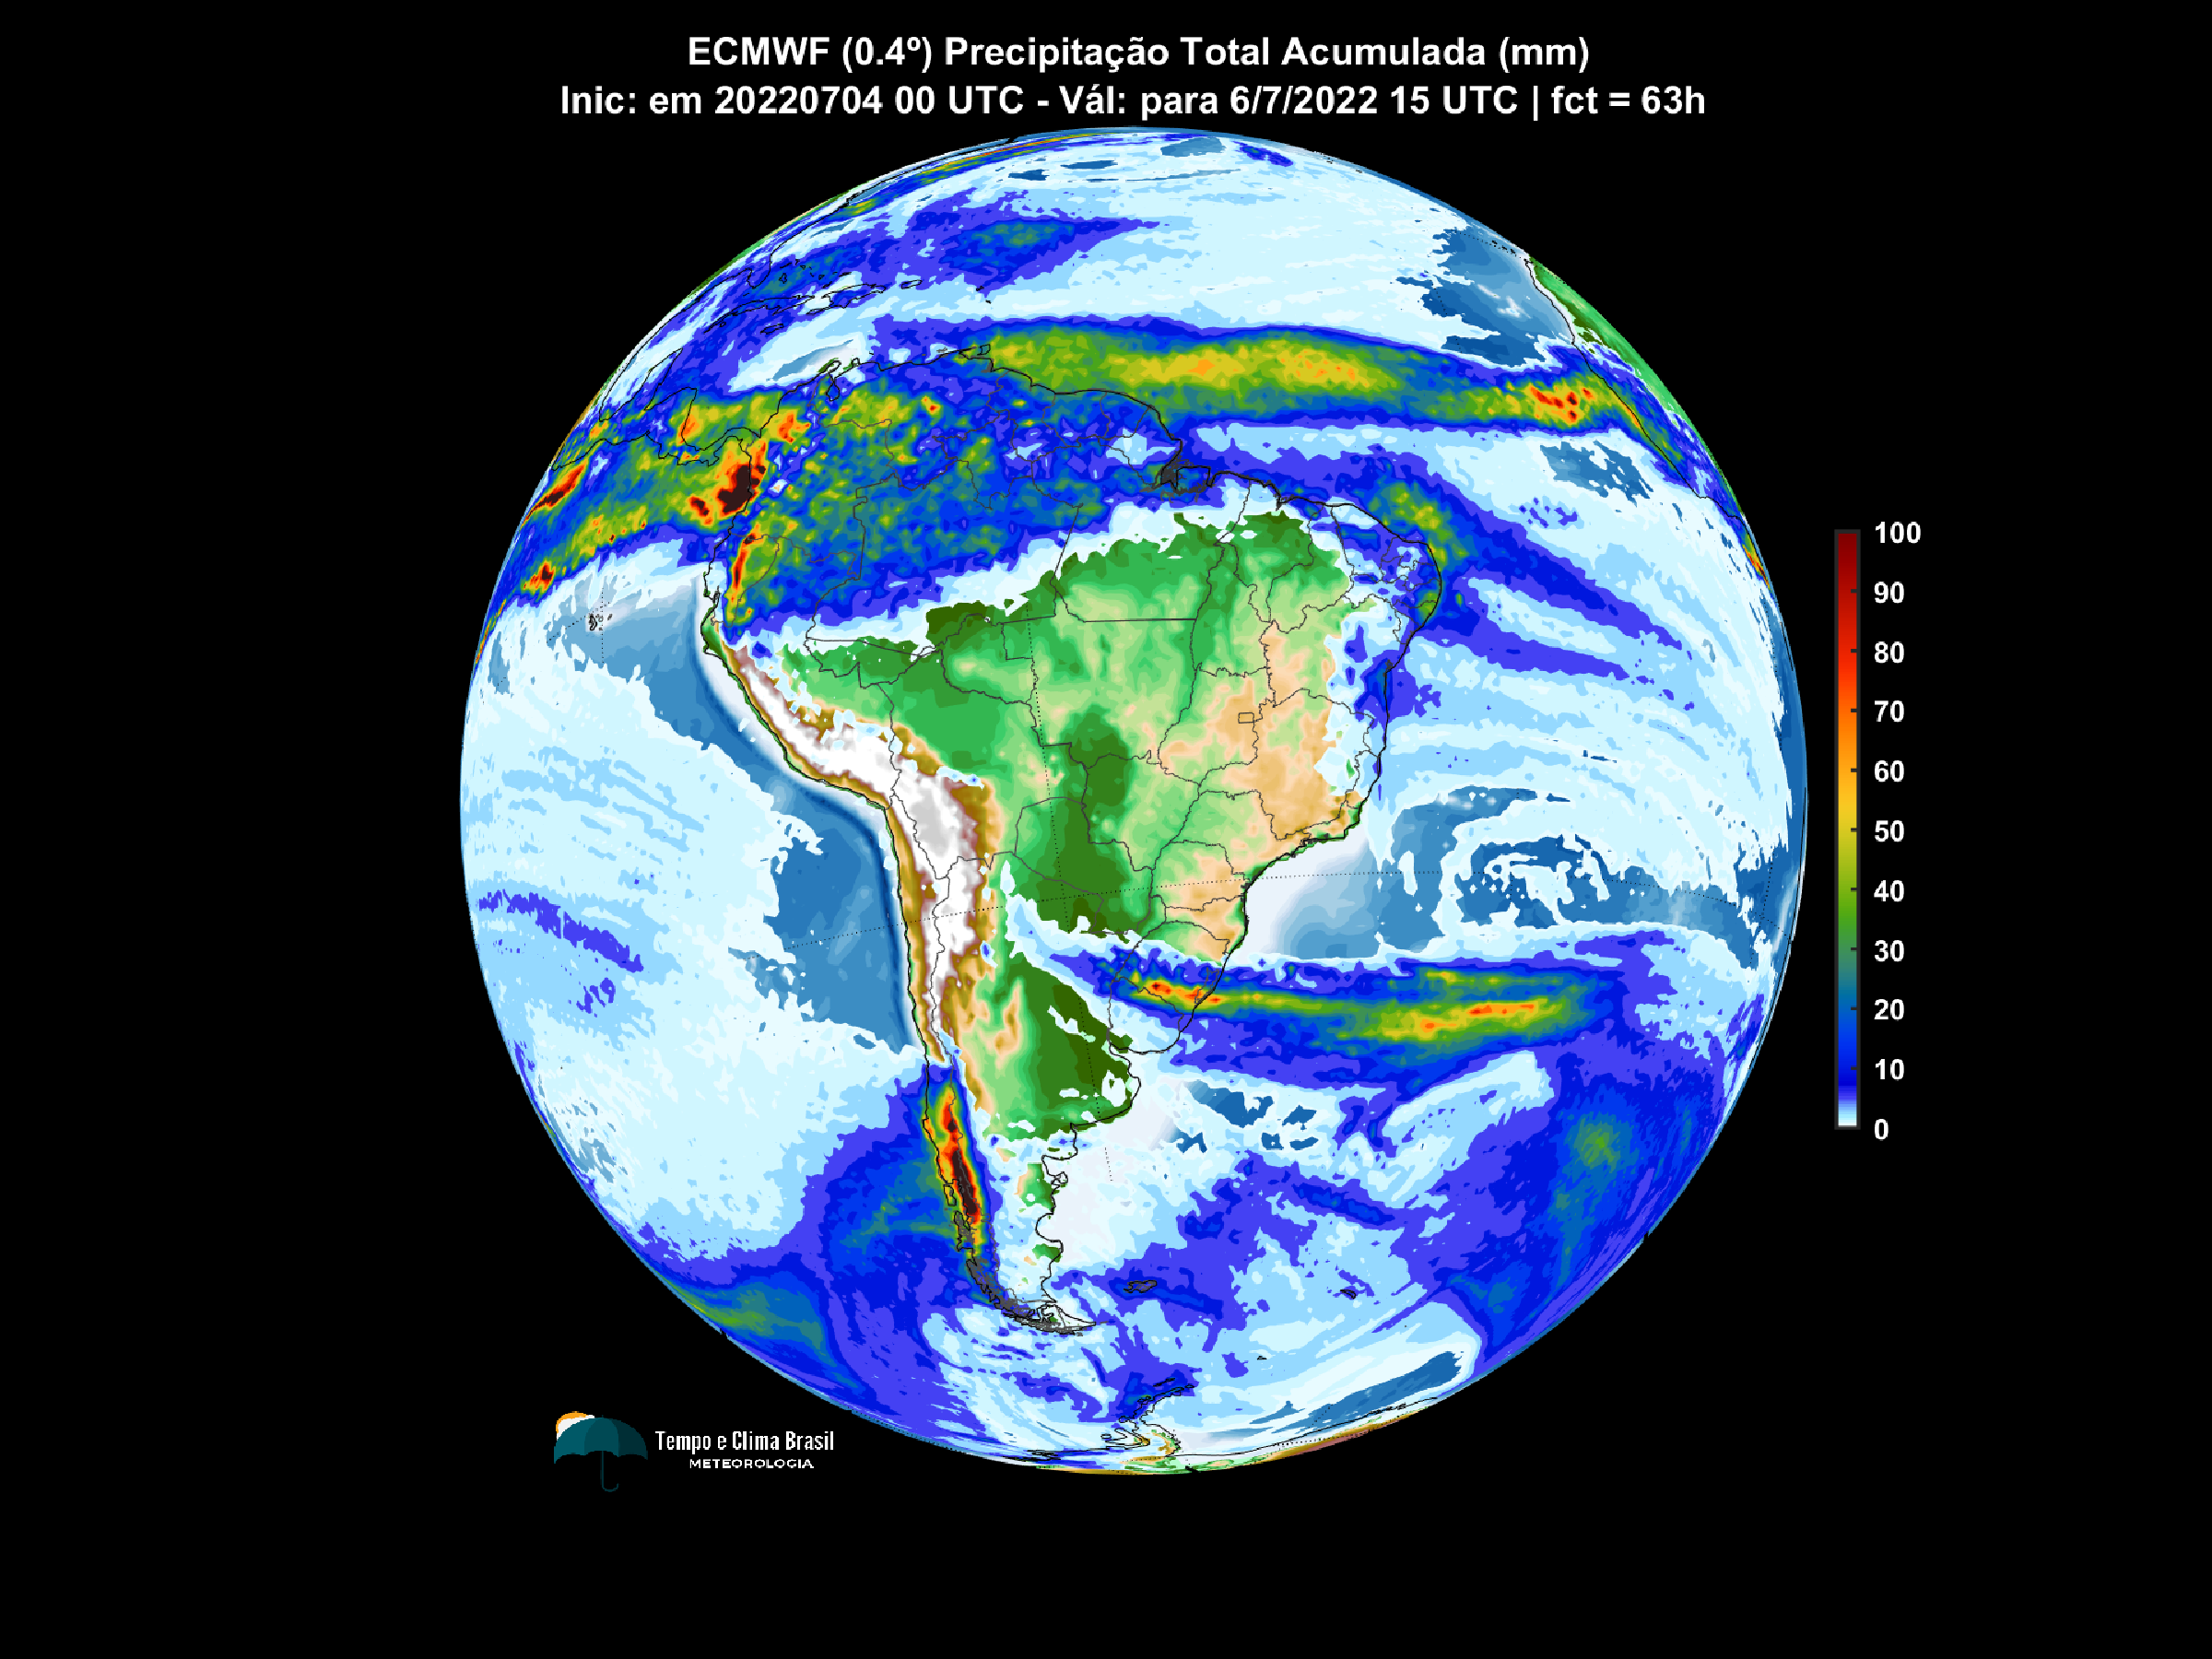 ECMWF (0.4º) Precipitação Total Acumulada (mm)
Inic: em 20220704 00 UTC - Vál: para 6/7/2022 15 UTC | fct = 63h
100
90
80
70
60
50
40
30
20
10
0
Tempo e Clima Brasil
METEOROLOGIA